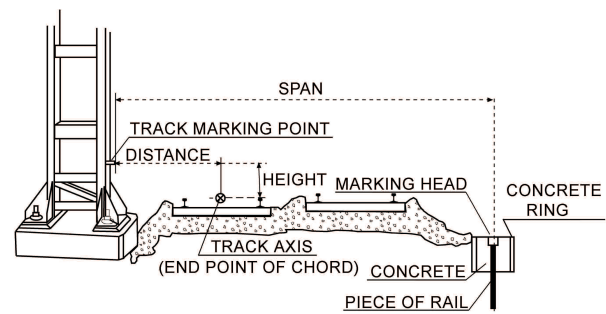 SPAN
TRACK MARKING POINT
DISTANCE
HEIGHT
MARKING HEAD
CONCRETE
RING
TRACK AXIS
(END POINT OF CHORD)
CONCRETE
PIECE OF RAIL